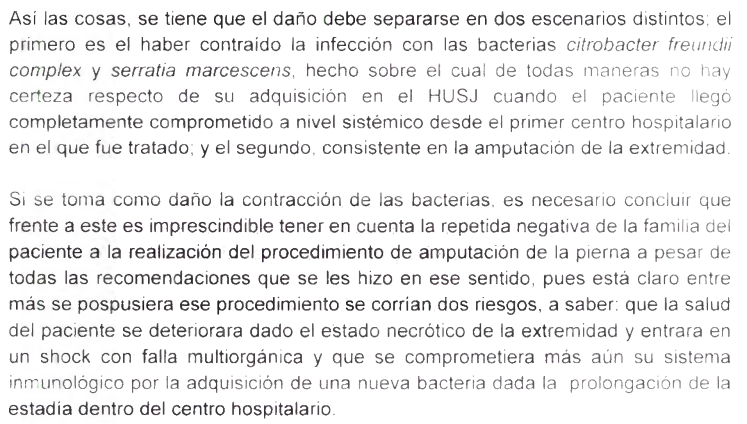 Así las cosas, se tiene que el daño debe separarse en dos escenarios distintos; el
primero es el haber contraído la infección con las bacterias citrobacter freundii
complex y serratia marcescens, hecho sobre el cual de todas maneras no hay
certeza respecto de su adquisición en el HUSJ cuando el paciente llegó
completamente comprometido a nivel sistémico desde el primer centro hospitalario
en el que fue tratado; y el segundo, consistente en la amputación de la extremidad.

Si se toma como daño la contracción de las bacterias, es necesario concluir que
frente a este es imprescindible tener en cuenta la repetida negativa de la familia del
paciente a la realización del procedimiento de amputación de la pierna a pesar de
todas las recomendaciones que se les hizo en ese sentido, pues está claro entre
más se pospusiera ese procedimiento se corrían dos riesgos, a saber: que la salud
del paciente se deteriorara dado el estado necrótico de la extremidad y entrara en
un shock con falla multiorgánica y que se comprometiera más aún su sistema
inmunológico por la adquisición de una nueva bacteria dada la prolongación de la
estadía dentro del centro hospitalario.